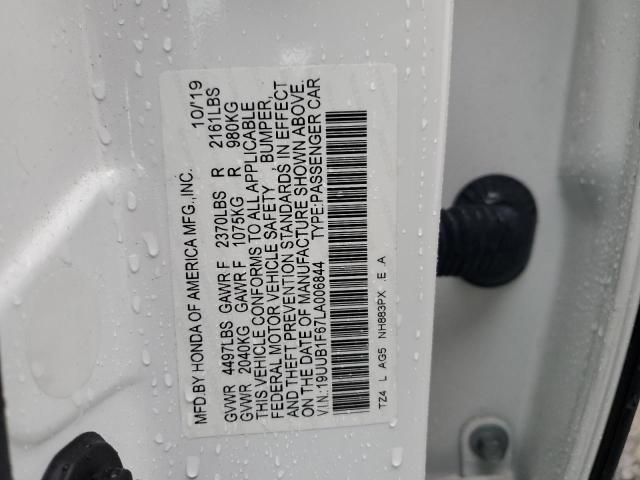 MFD.BY HONDA OF AMERICA MFG.,INC. 10/'19
GVWR 4497LBS GAWR F 2370LBS R 2161LBS
GVWR 2040KG GAWR F 1075KG R 980KG
THIS VEHICLE CONFORMS TO ALL APPLICABLE
FEDERAL MOTOR VEHICLE SAFETY , BUMPER,
AND THEFT PREVENTION STANDARDS IN EFFECT
ON THE DATE OF MANUFACTURE SHOWN ABOVE.
V.I.N.:19UUB1F67LA006844 TYPE:PASSENGER CAR
TZ4 L AG5 NH883PX .E .A